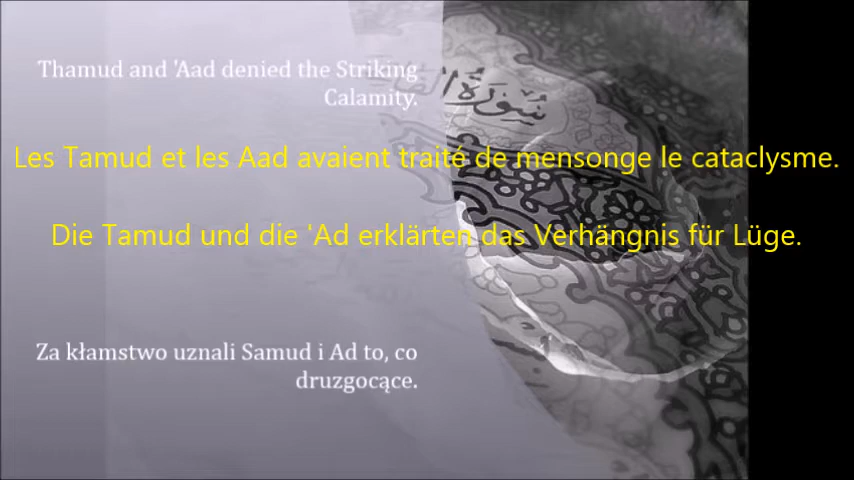 Thamud and 'Aad denied the Striking
Calamity.
سُورَةُ
Les Tamud et les Aad avaient traité de mensonge le cataclysme.
Die Tamud und die 'Ad erklärten das Verhängnis für Lüge.
Za kłamstwo uznali Samud i Ad to, co
druzgocące.